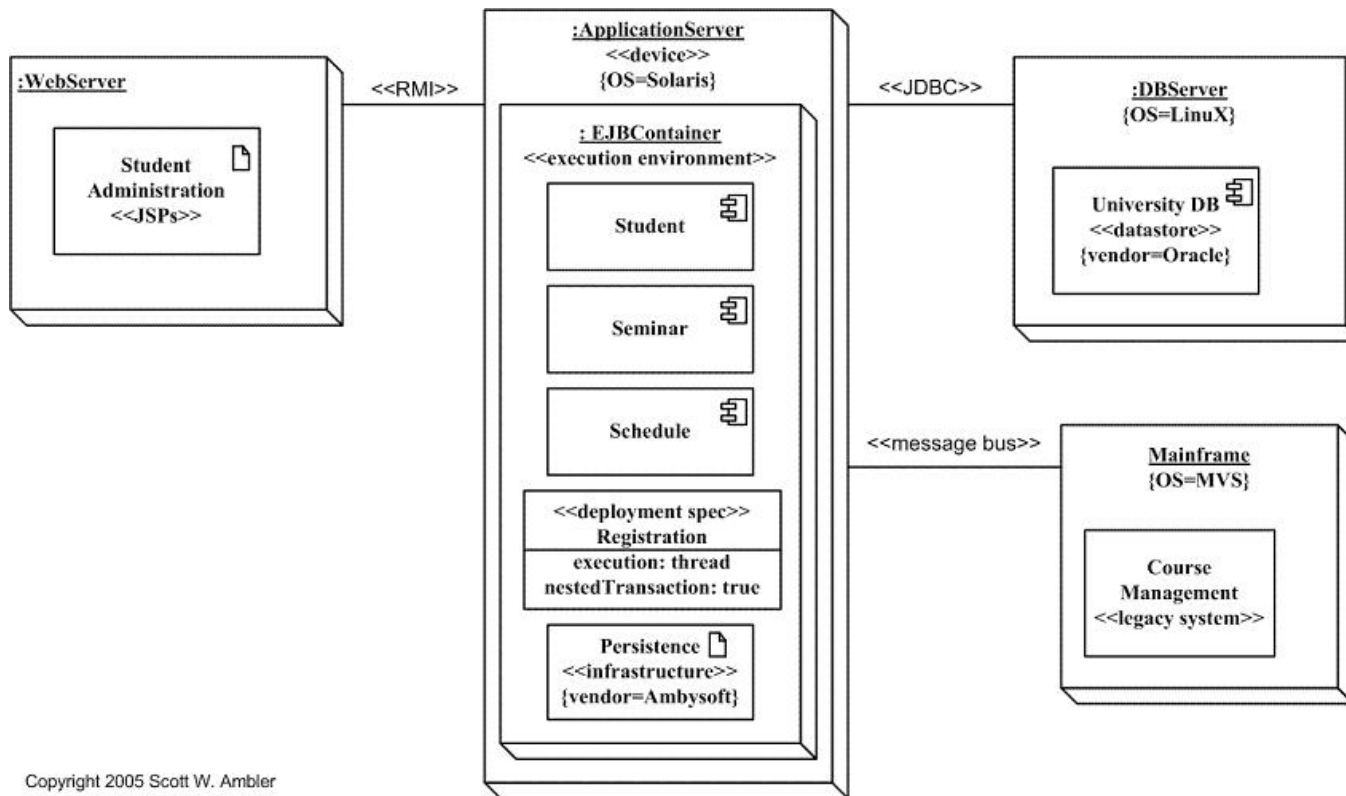 :WebServer
Student
Administration
<<JSPs>>
<<RMI>>
:ApplicationServer
<<device>>
{OS=Solaris}
: EJBContainer
<<execution environment>>
Student
Seminar
Schedule
<<deployment spec>>
Registration
execution: thread
nestedTransaction: true
Persistence
<<infrastructure>>
{vendor=Ambysoft}
<<JDBC>>
:DBServer
{OS=LinuX}
University DB
<<datastore>>
{vendor=Oracle}
<<message bus>>
Mainframe
{OS=MVS}
Course
Management
<<legacy system>>
Copyright 2005 Scott W. Ambler